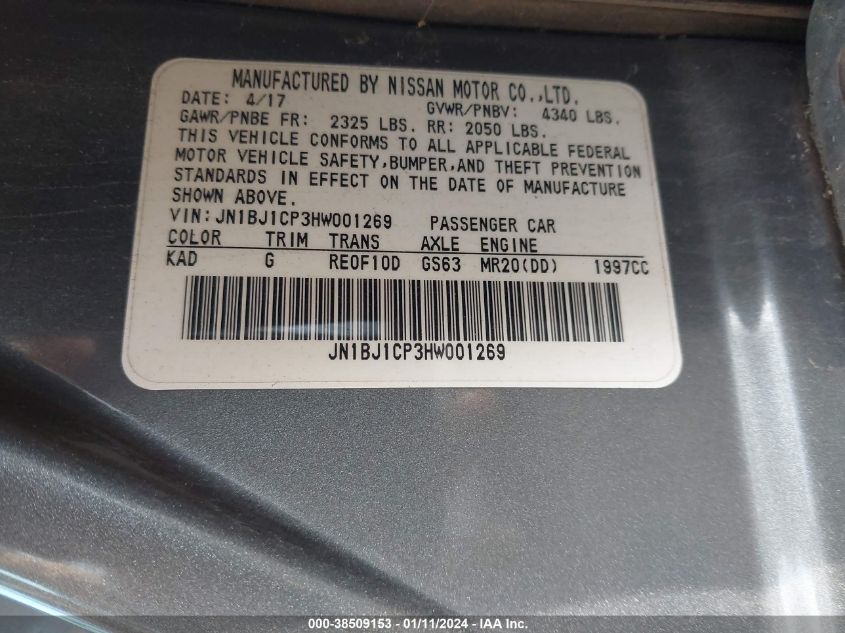 MANUFACTURED BY NISSAN MOTOR CO.,LTD.
DATE: 4/17 GVWR/PNBV: 4340 LBS.
GAWR/PNBE FR: 2325 LBS. RR: 2050 LBS.
THIS VEHICLE CONFORMS TO ALL APPLICABLE FEDERAL
MOTOR VEHICLE SAFETY,BUMPER,AND THEFT PREVENTION
STANDARDS IN EFFECT ON THE DATE OF MANUFACTURE
SHOWN ABOVE.
VIN:JN1BJ1CP3HW001269 PASSENGER CAR
COLOR TRIM TRANS AXLE ENGINE
KAD G RE0F10D GS63 MR20(DD) 1997CC
JN1BJ1CP3HW001269
000-38509153 - 01/11/2024 - IAA Inc.